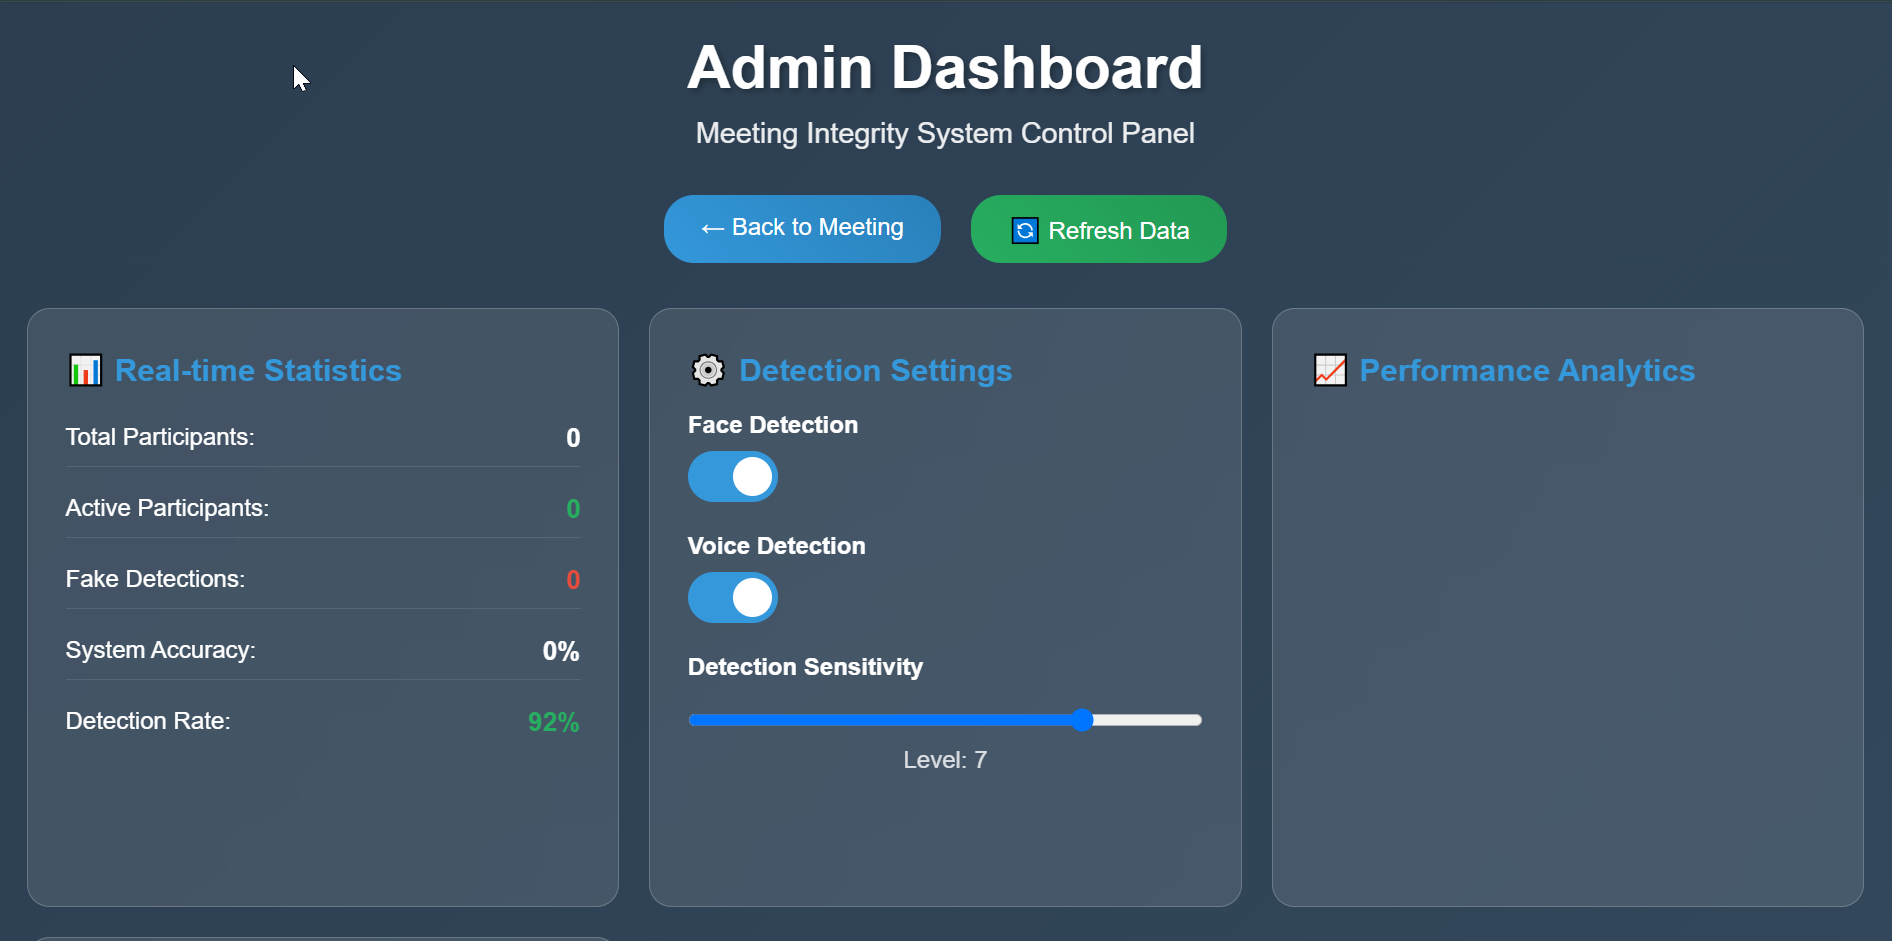 Admin Dashboard
Meeting Integrity System Control Panel
← Back to Meeting
Refresh Data
Real-time Statistics
Total Participants: 0
Active Participants: 0
Fake Detections: 0
System Accuracy: 0%
Detection Rate: 92%
Detection Settings
Face Detection
Voice Detection
Detection Sensitivity
Level: 7
Performance Analytics